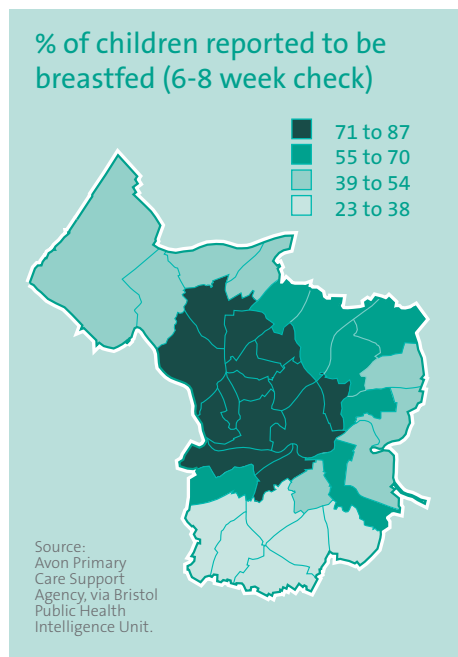 % of children reported to be
breastfed (6-8 week check)
71 to 87
55 to 70
39 to 54
23 to 38
Source:
Avon Primary
Care Support
Agency, via Bristol
Public Health
Intelligence Unit.